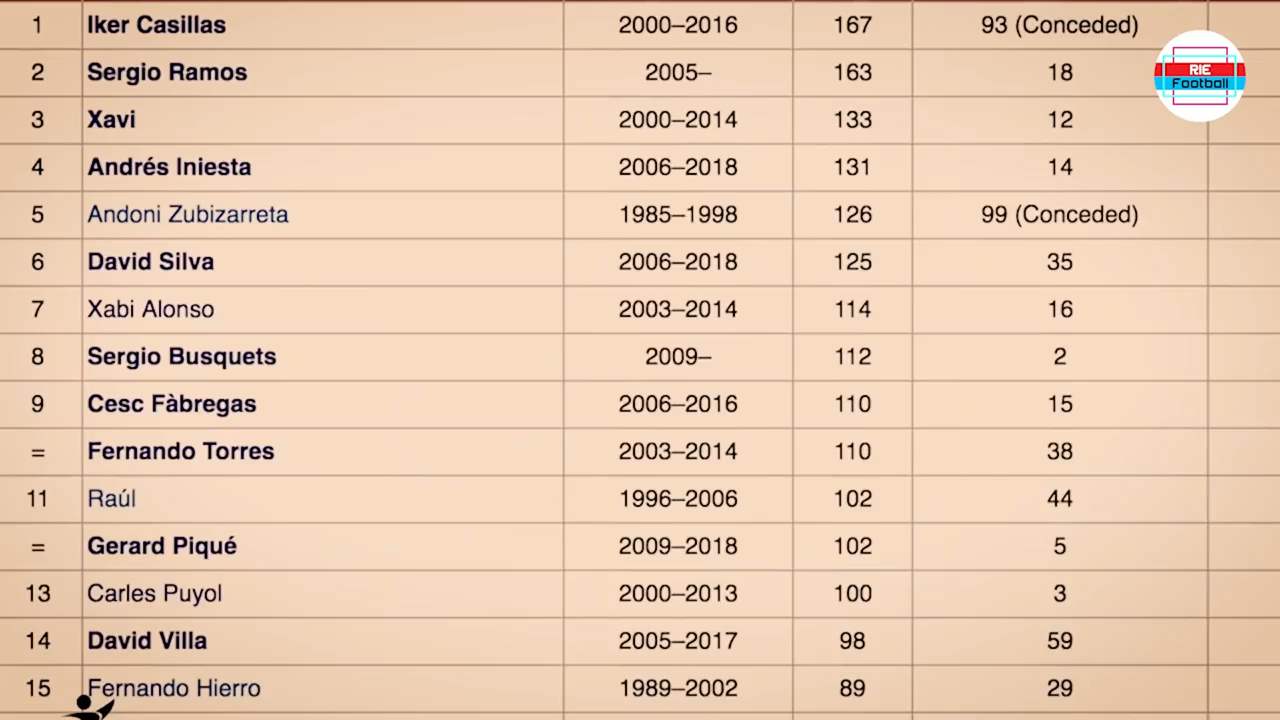 1 Iker Casillas 2000–2016 167 93 (Conceded)
2 Sergio Ramos 2005– 163 18
3 Xavi 2000–2014 133 12
4 Andrés Iniesta 2006–2018 131 14
5 Andoni Zubizarreta 1985–1998 126 99 (Conceded)
6 David Silva 2006–2018 125 35
7 Xabi Alonso 2003–2014 114 16
8 Sergio Busquets 2009– 112 2
9 Cesc Fàbregas 2006–2016 110 15
= Fernando Torres 2003–2014 110 38
11 Raúl 1996–2006 102 44
= Gerard Piqué 2009–2018 102 5
13 Carles Puyol 2000–2013 100 3
14 David Villa 2005–2017 98 59
15 Fernando Hierro 1989–2002 89 29
RIE
Football